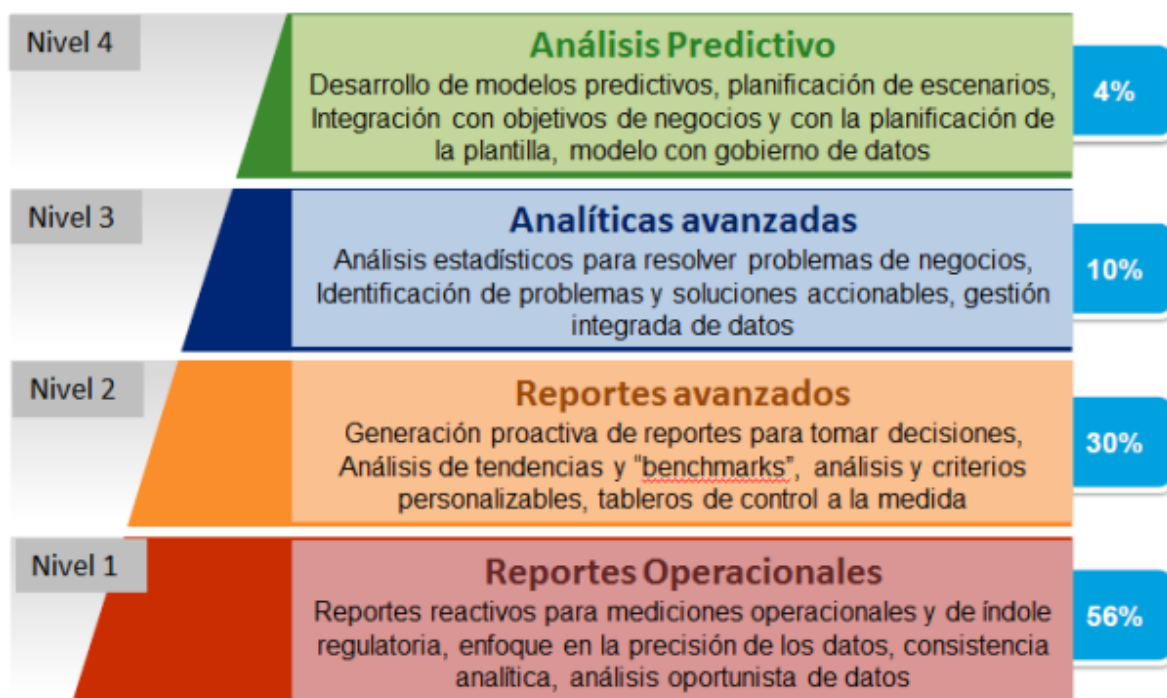 Nivel 4
Análisis Predictivo
Desarrollo de modelos predictivos, planificación de escenarios,
Integración con objetivos de negocios y con la planificación de
la plantilla, modelo con gobierno de datos
4%
Nivel 3
Analíticas avanzadas
Análisis estadísticos para resolver problemas de negocios,
Identificación de problemas y soluciones accionables, gestión
integrada de datos
10%
Nivel 2
Reportes avanzados
Generación proactiva de reportes para tomar decisiones,
Análisis de tendencias y “benchmarks”, análisis y criterios
personalizables, tableros de control a la medida
30%
Nivel 1
Reportes Operacionales
Reportes reactivos para mediciones operacionales y de índole
regulatoria, enfoque en la precisión de los datos, consistencia
analítica, análisis oportunista de datos
56%